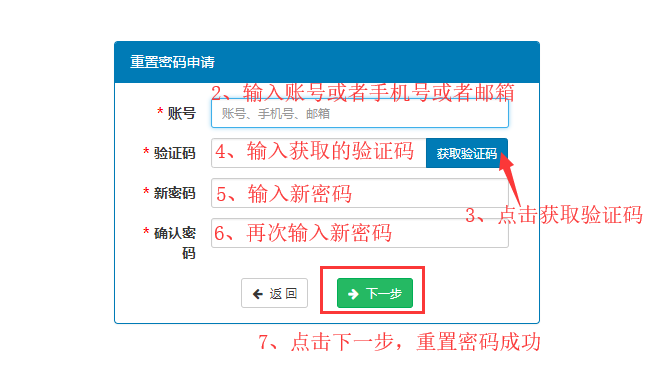 重置密码申请
2、输入账号或者手机号或者邮箱
* 账号
账号、手机号、邮箱
* 验证码
4、输入获取的验证码
获取验证码
* 新密码
5、输入新密码
3、点击获取验证码
* 确认密
码
6、再次输入新密码
返回
下一步
7、点击下一步，重置密码成功